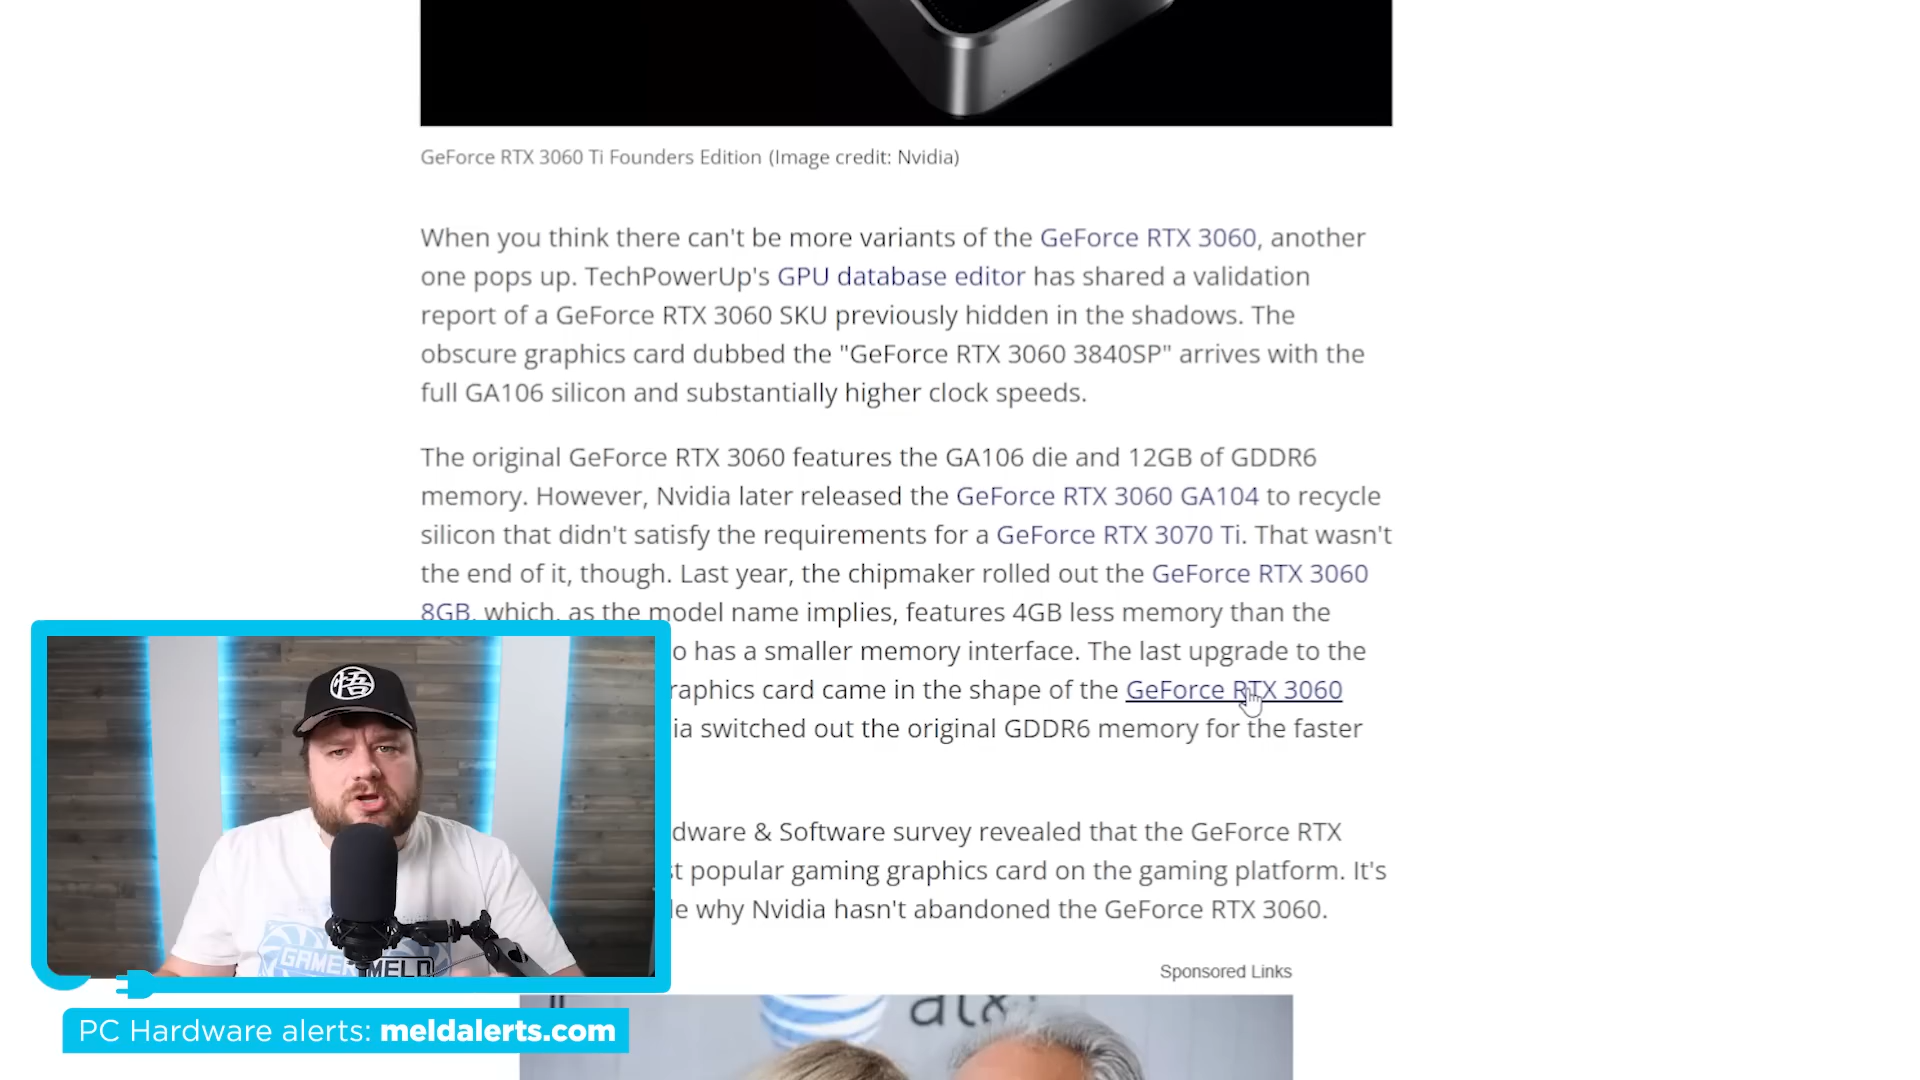 GeForce RTX 3060 Ti Founders Edition (Image credit: Nvidia)
When you think there can't be more variants of the GeForce RTX 3060, another
one pops up. TechPowerUp's GPU database editor has shared a validation
report of a GeForce RTX 3060 SKU previously hidden in the shadows. The
obscure graphics card dubbed the "GeForce RTX 3060 3840SP" arrives with the
full GA106 silicon and substantially higher clock speeds.
The original GeForce RTX 3060 features the GA106 die and 12GB of GDDR6
memory. However, Nvidia later released the GeForce RTX 3060 GA104 to recycle
silicon that didn't satisfy the requirements for a GeForce RTX 3070 Ti. That wasn't
the end of it, though. Last year, the chipmaker rolled out the GeForce RTX 3060
8GB, which, as the model name implies, features 4GB less memory than the
o has a smaller memory interface. The last upgrade to the
raphics card came in the shape of the GeForce RTX 3060
ia switched out the original GDDR6 memory for the faster
dware & Software survey revealed that the GeForce RTX
st popular gaming graphics card on the gaming platform. It's
le why Nvidia hasn't abandoned the GeForce RTX 3060.
Sponsored Links
at&t
悟
GAMER MELD
PC Hardware alerts: meldalerts.com